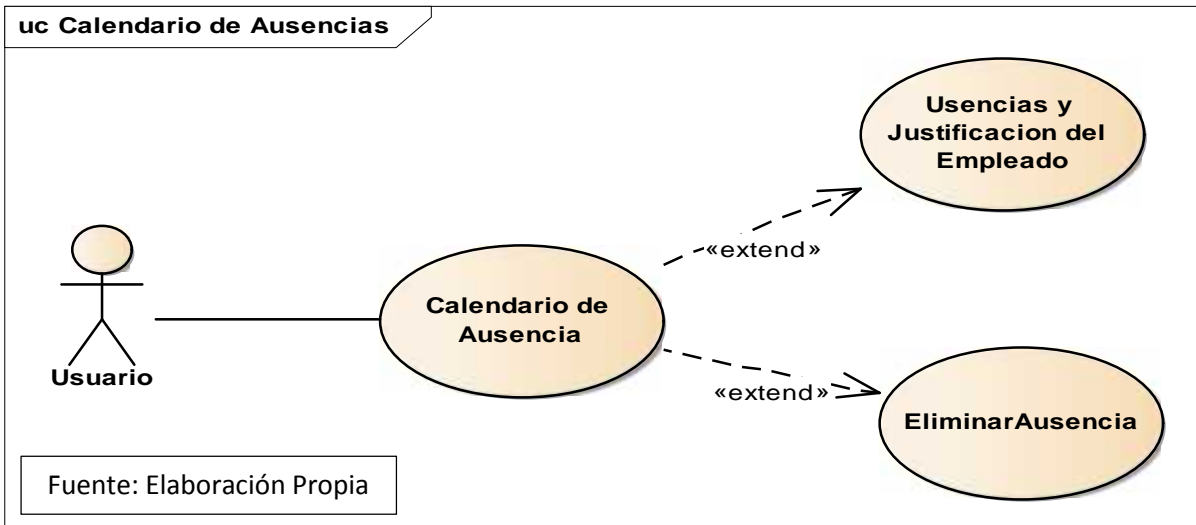 uc Calendario de Ausencias
Usencias y
Justificacion del
Empleado
«extend»
Calendario de
Ausencia
Usuario
«extend»
EliminarAusencia
Fuente: Elaboración Propia